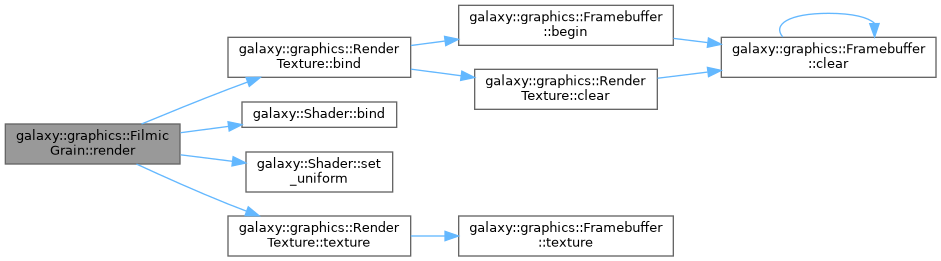 galaxy::graphics::Filmic
Grain::render
galaxy::graphics::Render
Texture::bind
galaxy::graphics::Framebuffer
::begin
galaxy::graphics::Framebuffer
::clear
galaxy::graphics::Render
Texture::clear
galaxy::Shader::bind
galaxy::Shader::set
_uniform
galaxy::graphics::Render
Texture::texture
galaxy::graphics::Framebuffer
::texture